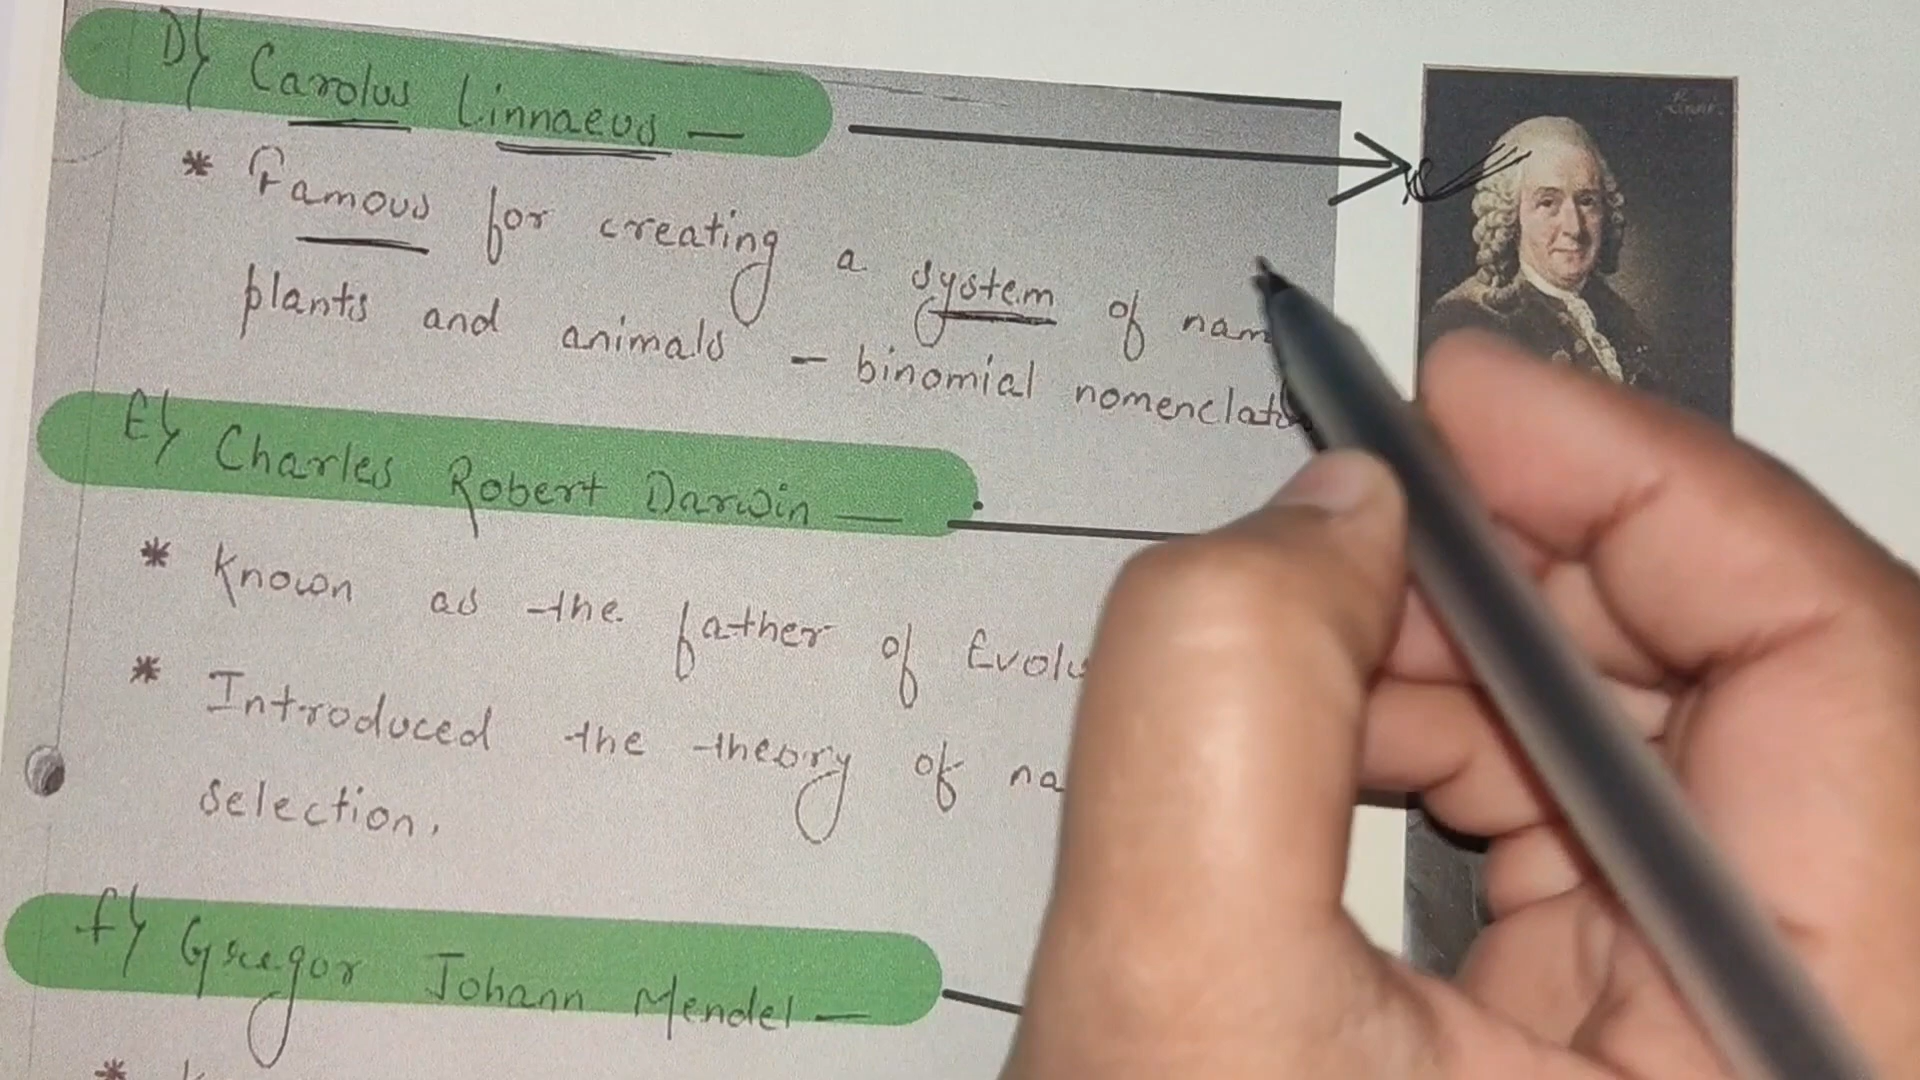 D) Carolus Linnaeus —
* Famous for creating a system of nam
plants and animals – binomial nomenclatu
E) Charles Robert Darwin —
* Known as the father of Evolu
* Introduced the theory of na
selection.
F) Gregor Johann Mendel —
*